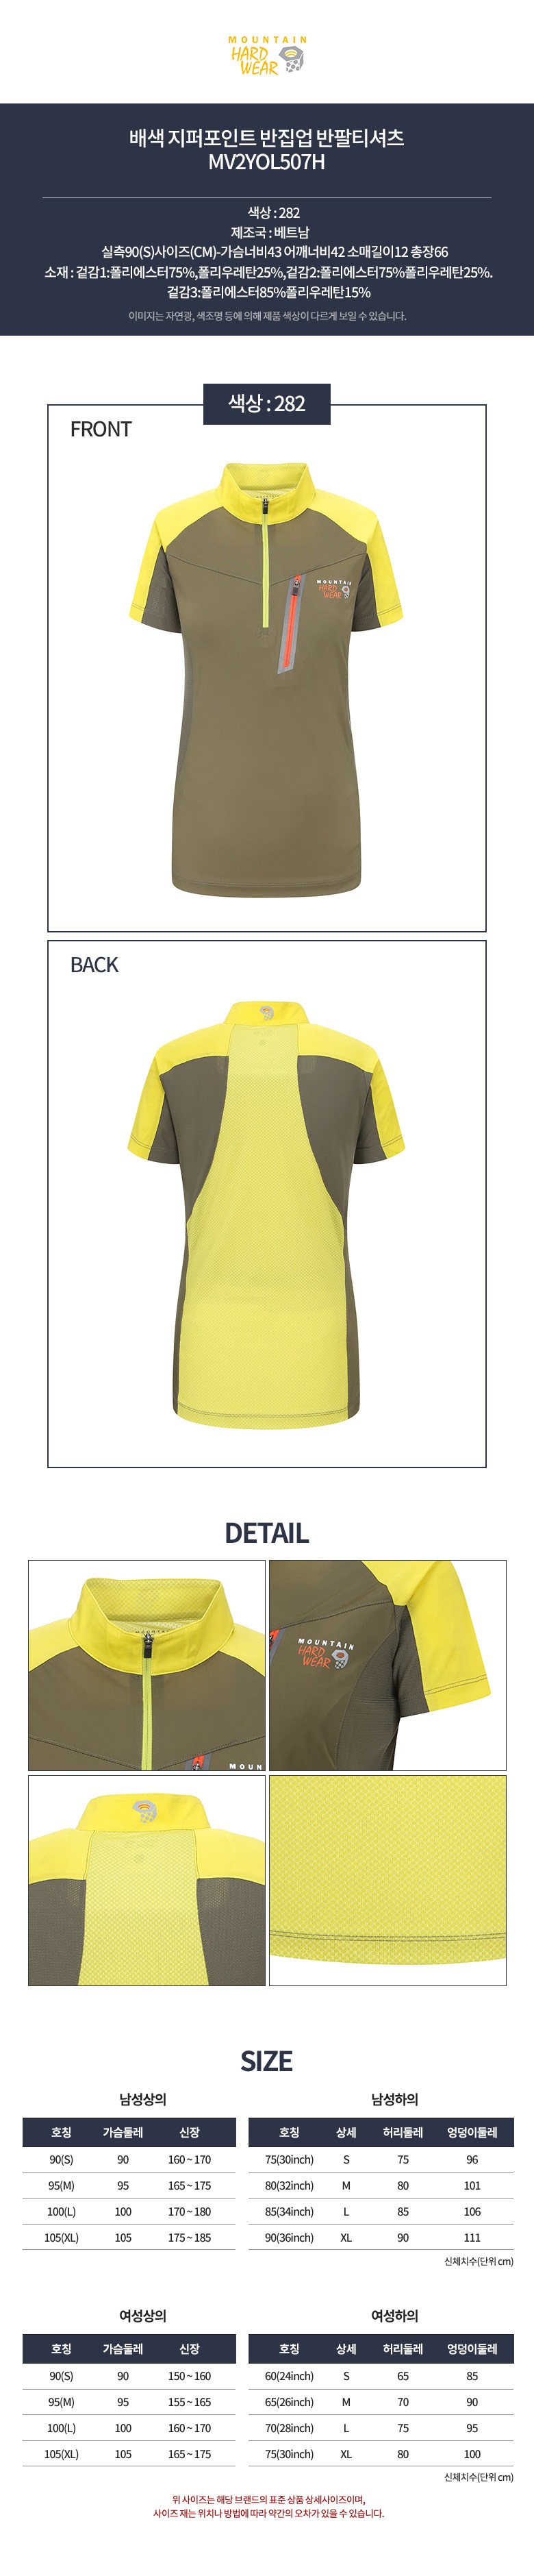 MOUNTAIN
HARD
WEAR
배색 지퍼포인트 반집업 반팔티셔츠
MV2YOL507H
색상 : 282
제조국 : 베트남
실측90(S)사이즈(CM)-가슴너비43 어깨너비42 소매길이12 총장66
소재 : 겉감1:폴리에스터75%,폴리우레탄25%,겉감2:폴리에스터75%폴리우레탄25%.
겉감3:폴리에스터85%폴리우레탄15%
이미지는 자연광, 색조명 등에 의해 제품 색상이 다르게 보일 수 있습니다.
색상 : 282
FRONT
MOUNTAIN
HARD
WEAR
BACK
DETAIL
MOUN
MOUNTAIN
HARD
WEAR
SIZE
남성상의
호칭 가슴둘레 신장
90(S) 90 160 ~ 170
95(M) 95 165 ~ 175
100(L) 100 170 ~ 180
105(XL) 105 175 ~ 185
남성하의
호칭 상세 허리둘레 엉덩이둘레
75(30inch) S 75 96
80(32inch) M 80 101
85(34inch) L 85 106
90(36inch) XL 90 111
신체치수(단위 cm)
여성상의
호칭 가슴둘레 신장
90(S) 90 150 ~ 160
95(M) 95 155 ~ 165
100(L) 100 160 ~ 170
105(XL) 105 165 ~ 175
여성하의
호칭 상세 허리둘레 엉덩이둘레
60(24inch) S 65 85
65(26inch) M 70 90
70(28inch) L 75 95
75(30inch) XL 80 100
신체치수(단위 cm)
위 사이즈는 해당 브랜드의 표준 상품 상세사이즈이며,
사이즈 재는 위치나 방법에 따라 약간의 오차가 있을 수 있습니다.